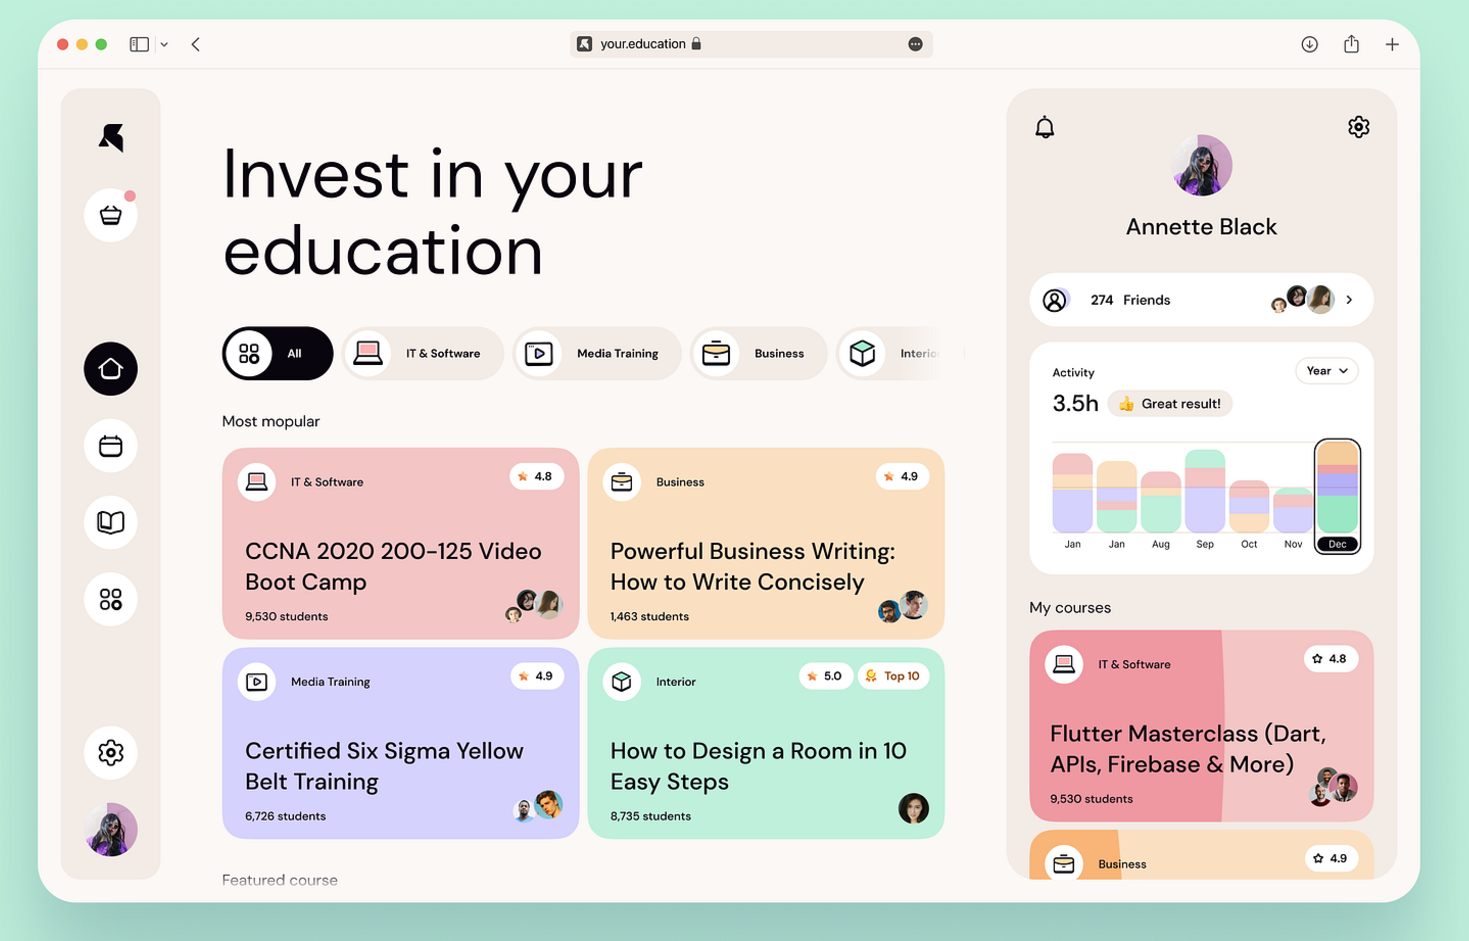 your.education
Invest in your
education
All
IT & Software
Media Training
Business
Interio
Most mopular
IT & Software
4.8
CCNA 2020 200-125 Video
Boot Camp
9,530 students
Business
4.9
Powerful Business Writing:
How to Write Concisely
1,463 students
Media Training
4.9
Certified Six Sigma Yellow
Belt Training
6,726 students
Interior
5.0
Top 10
How to Design a Room in 10
Easy Steps
8,735 students
Featured course
Annette Black
274 Friends
Activity
Year
3.5h
Great result!
Jan
Jan
Aug
Sep
Oct
Nov
Dec
My courses
IT & Software
4.8
Flutter Masterclass (Dart,
APIs, Firebase & More)
9,530 students
Business
4.9